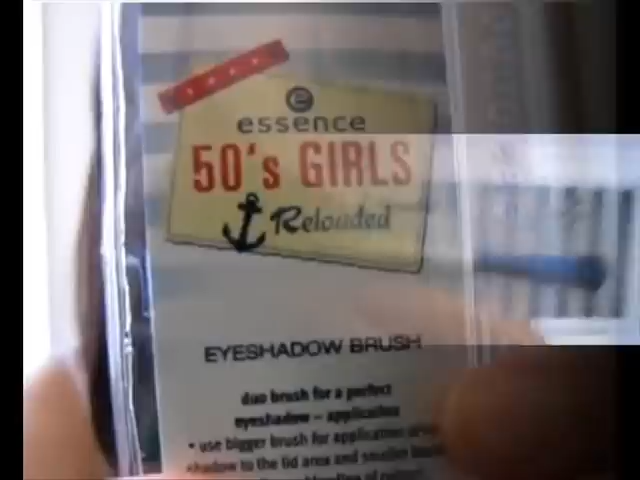 e
essence
50's GIRLS
Reloaded
EYESHADOW BRUSH
duo brush for a perfect
eyeshadow – application
• use bigger brush for application
shadow to the lid area and smaller